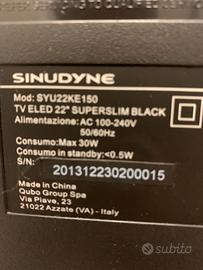 SINUDYNE
Mod: SYU22KE150
TV ELED 22" SUPERSLIM BLACK
Alimentazione: AC 100-240V
50/60Hz
Consumo: Max 30W
Consumo in standby:<0.5W
201312230200015
Made in China
Qubo Group Spa
Via Piave, 23
21022 Azzate (VA) - Italy
subito